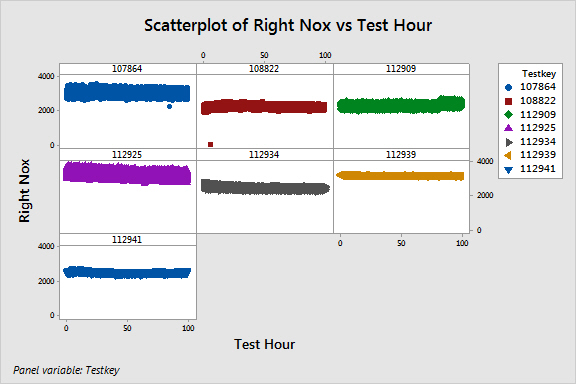 Scatterplot of Right Nox vs Test Hour
0 100
50
107864 108822 112909
4000
2000
0
112925 112934 112939
4000
2000
0
0 50 100
112941
4000
2000
0
0 50 100
Right Nox
Test Hour
Testkey
107864
108822
112909
112925
112934
112939
112941
Panel variable: Testkey